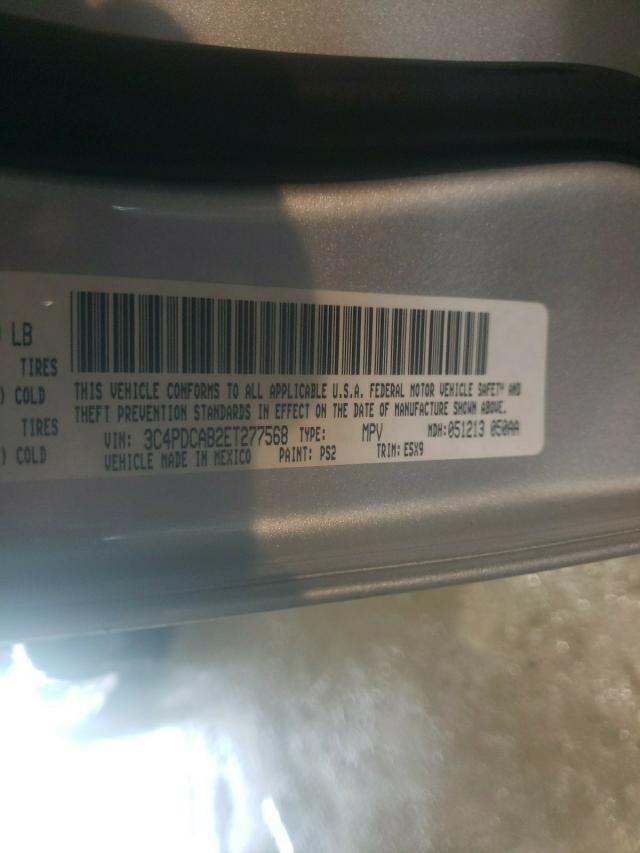 LB
TIRES
) COLD
TIRES
) COLD
THIS VEHICLE CONFORMS TO ALL APPLICABLE U.S.A. FEDERAL MOTOR VEHICLE SAFETY AND
THEFT PREVENTION STANDARDS IN EFFECT ON THE DATE OF MANUFACTURE SHOWN ABOVE.
VIN: 3C4PDCAB2ET277568 TYPE: MPV MDH:051213 050AA
VEHICLE MADE IN MEXICO PAINT: PS2 TRIM: E5X9